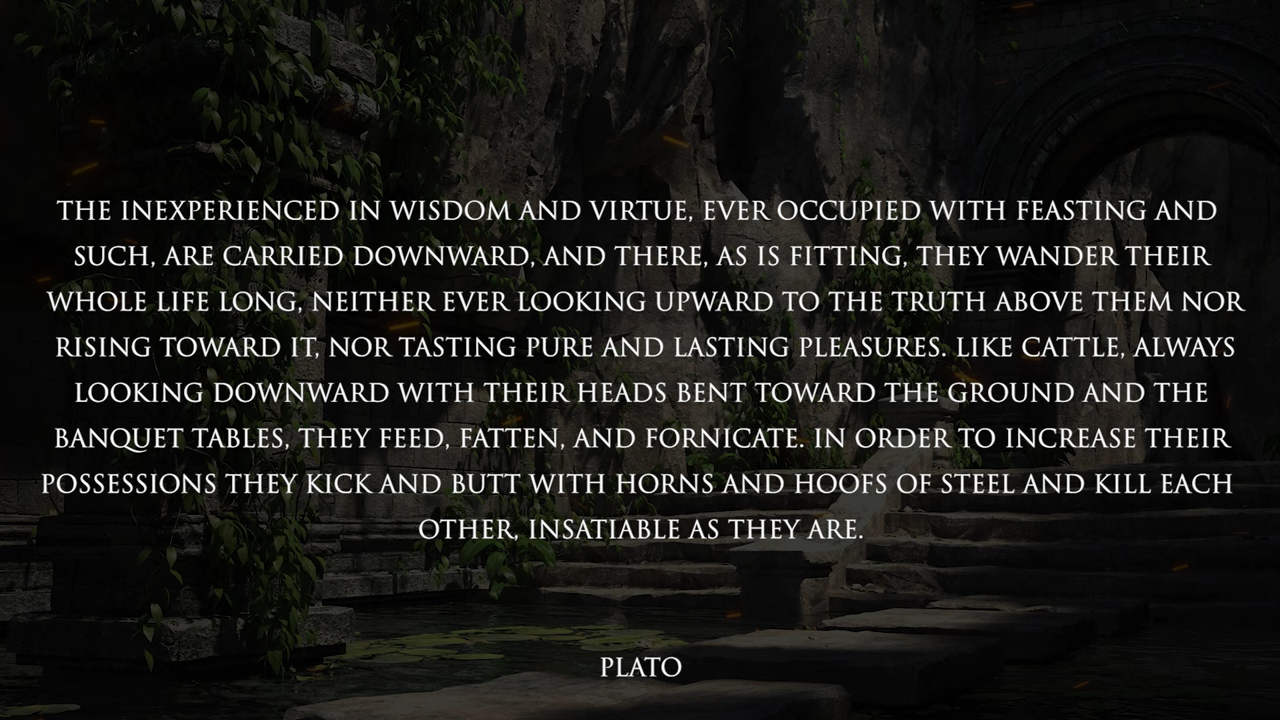 THE INEXPERIENCED IN WISDOM AND VIRTUE, EVER OCCUPIED WITH FEASTING AND
SUCH, ARE CARRIED DOWNWARD, AND THERE, AS IS FITTING, THEY WANDER THEIR
WHOLE LIFE LONG, NEITHER EVER LOOKING UPWARD TO THE TRUTH ABOVE THEM NOR
RISING TOWARD IT, NOR TASTING PURE AND LASTING PLEASURES. LIKE CATTLE, ALWAYS
LOOKING DOWNWARD WITH THEIR HEADS BENT TOWARD THE GROUND AND THE
BANQUET TABLES, THEY FEED, FATTEN, AND FORNICATE. IN ORDER TO INCREASE THEIR
POSSESSIONS THEY KICK AND BUTT WITH HORNS AND HOOFS OF STEEL AND KILL EACH
OTHER, INSATIABLE AS THEY ARE.
PLATO